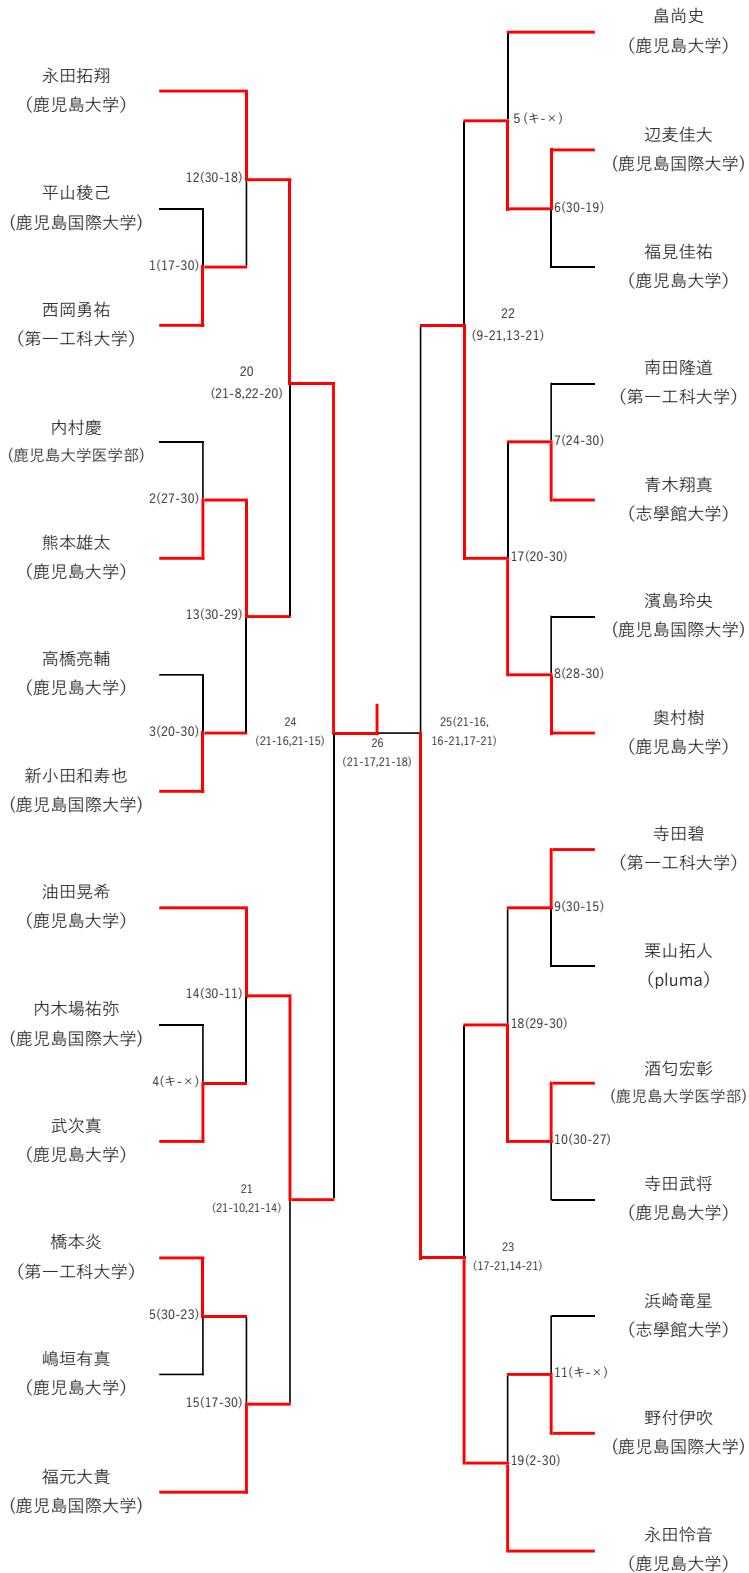 永田拓翔
（鹿児島大学）
12(30-18)
平山稜己
(鹿児島国際大学)
1(17-30)
西岡勇祐
（第一工科大学）
20
(21-8,22-20)
内村慶
(鹿児島大学医学部)
2(27-30)
熊本雄太
（鹿児島大学）
13(30-29)
高橋亮輔
（鹿児島大学）
3(20-30)
新小田和寿也
(鹿児島国際大学)
24
(21-16,21-15)
26
(21-17,21-18)
油田晃希
（鹿児島大学）
14(30-11)
内木場祐弥
(鹿児島国際大学)
4(キ-×)
武次真
（鹿児島大学）
21
(21-10,21-14)
橋本炎
（第一工科大学）
5(30-23)
嶋垣有真
（鹿児島大学）
15(17-30)
福元大貴
(鹿児島国際大学)
畠尚史
（鹿児島大学）
5(キ-×)
辺麦佳大
(鹿児島国際大学)
6(30-19)
福見佳祐
（鹿児島大学）
22
(9-21,13-21)
南田隆道
（第一工科大学）
7(24-30)
青木翔真
（志學館大学）
17(20-30)
濱島玲央
(鹿児島国際大学)
8(28-30)
奥村樹
（鹿児島大学）
25(21-16,
16-21,17-21)
寺田碧
（第一工科大学）
9(30-15)
栗山拓人
（pluma）
18(29-30)
酒匂宏彰
(鹿児島大学医学部)
10(30-27)
寺田武将
（鹿児島大学）
23
(17-21,14-21)
浜崎竜星
（志學館大学）
11(キ-×)
野付伊吹
(鹿児島国際大学)
19(2-30)
永田怜音
（鹿児島大学）